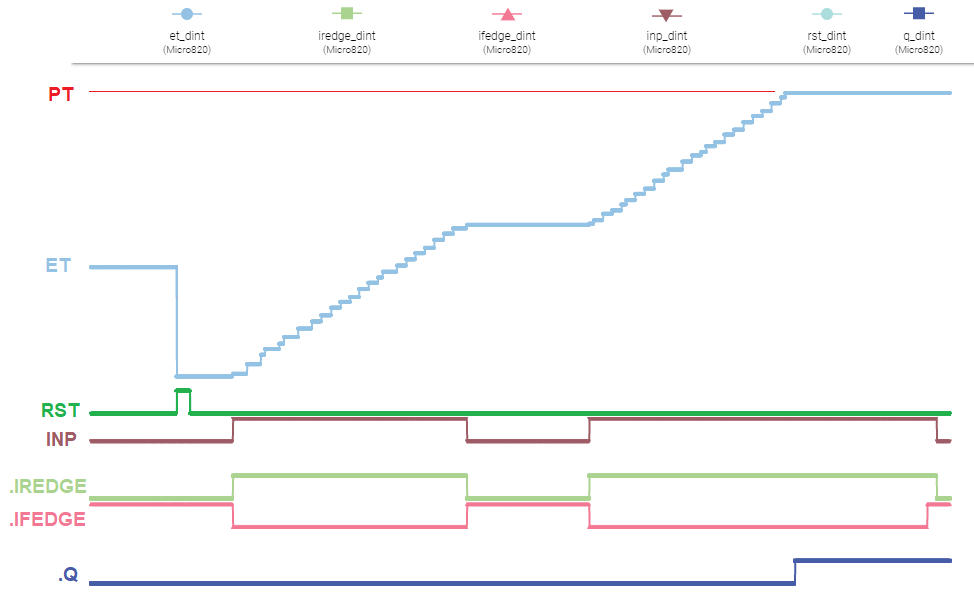 et_dint iredge_dint ifedge_dint inp_dint rst_dint q_dint
(Micro820) (Micro820) (Micro820) (Micro820) (Micro820) (Micro820)
PT
ET
RST
INP
.IREDGE
.IFEDGE
.Q